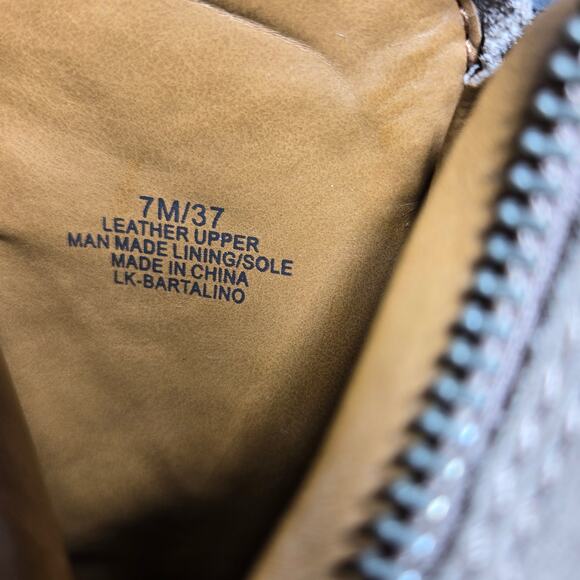 7M/37
LEATHER UPPER
MAN MADE LINING/SOLE
MADE IN CHINA
LK-BARTALINO